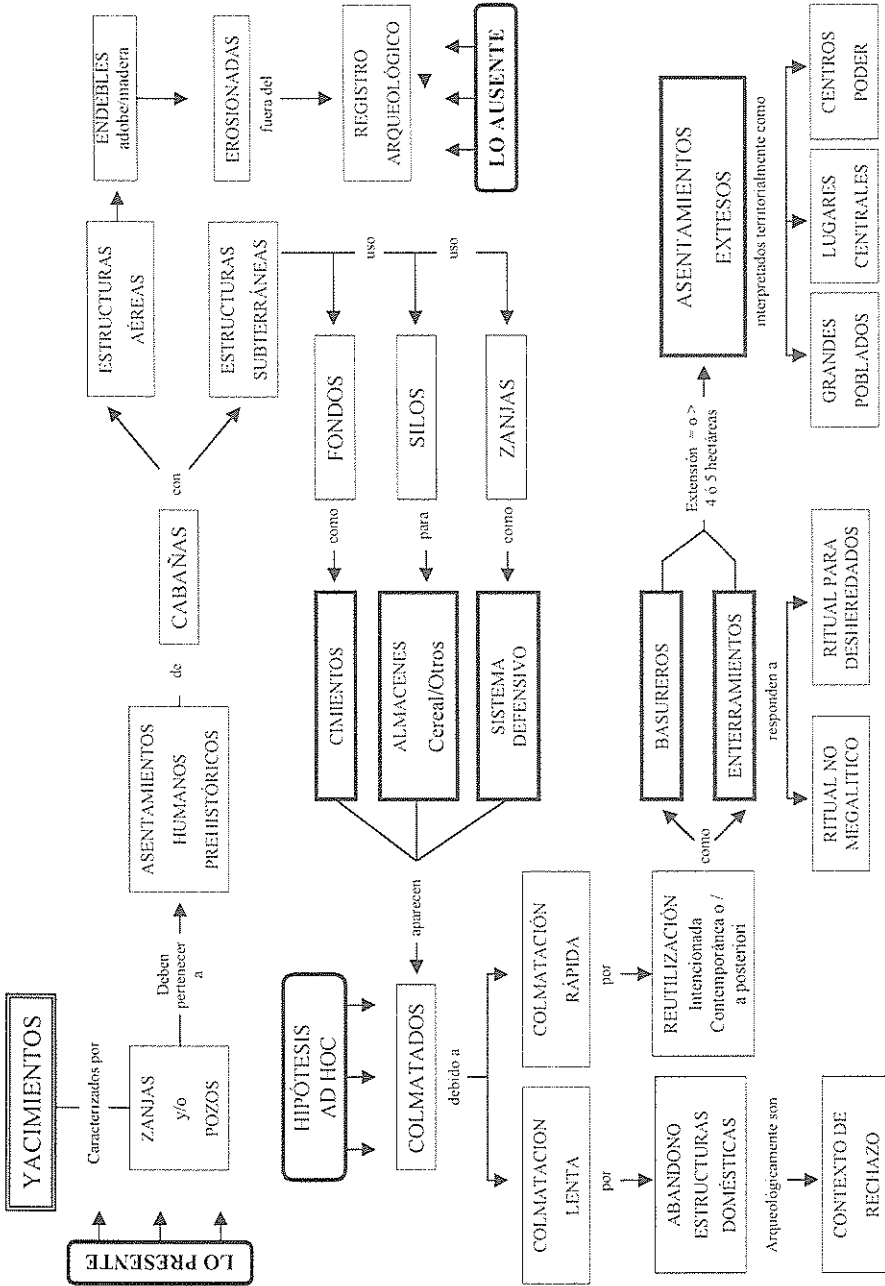 YACIMIENTOS
Caracterizados por
LO PRESENTE
ZANJAS
y/o
POZOS
Deben
pertenecer
a
ASENTAMIENTOS
HUMANOS
PREHISTÓRICOS
de
CABAÑAS
con
ESTRUCTURAS
AÉREAS
ENDEBLES
adobe/madera
EROSIONADAS
fuera del
REGISTRO
ARQUEOLÓGICO
LO AUSENTE
ESTRUCTURAS
SUBTERRÁNEAS
uso
uso
FONDOS
SILOS
ZANJAS
como
para
como
CIMIENTOS
ALMACENES
Cereal/Otros
SISTEMA
DEFENSIVO
aparecen
HIPÓTESIS
AD HOC
COLMATADOS
debido a
COLMATACION
LENTA
por
ABANDONO
ESTRUCTURAS
DOMÉSTICAS
Arqueológicamente son
CONTEXTO DE
RECHAZO
COLMATACIÓN
RÁPIDA
por
REUTILIZACIÓN
Intencionada
Contemporánea o /
a posteriori
como
BASUREROS
ENTERRAMIENTOS
responden a
RITUAL NO
MEGALITICO
RITUAL PARA
DESHEREDADOS
Extensión = o >
4 ó 5 hectáreas
ASENTAMIENTOS
EXTESOS
interpretados territorialmente como
GRANDES
POBLADOS
LUGARES
CENTRALES
CENTROS
PODER